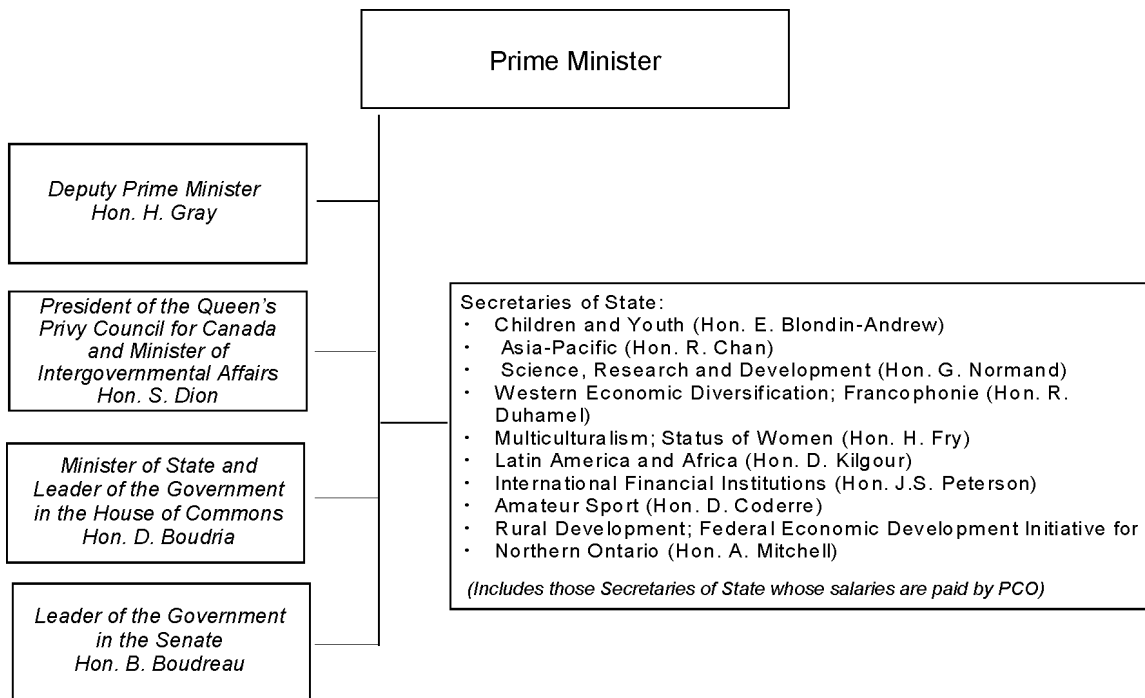 Prime Minister
Deputy Prime Minister
Hon. H. Gray
President of the Queen's
Privy Council for Canada
and Minister of
Intergovernmental Affairs
Hon. S. Dion
Minister of State and
Leader of the Government
in the House of Commons
Hon. D. Boudria
Leader of the Government
in the Senate
Hon. B. Boudreau
Secretaries of State:
· Children and Youth (Hon. E. Blondin-Andrew)
· Asia-Pacific (Hon. R. Chan)
· Science, Research and Development (Hon. G. Normand)
· Western Economic Diversification; Francophonie (Hon. R.
Duhamel)
· Multiculturalism; Status of Women (Hon. H. Fry)
· Latin America and Africa (Hon. D. Kilgour)
· International Financial Institutions (Hon. J.S. Peterson)
· Amateur Sport (Hon. D. Coderre)
· Rural Development; Federal Economic Development Initiative for
· Northern Ontario (Hon. A. Mitchell)
(Includes those Secretaries of State whose salaries are paid by PCO)